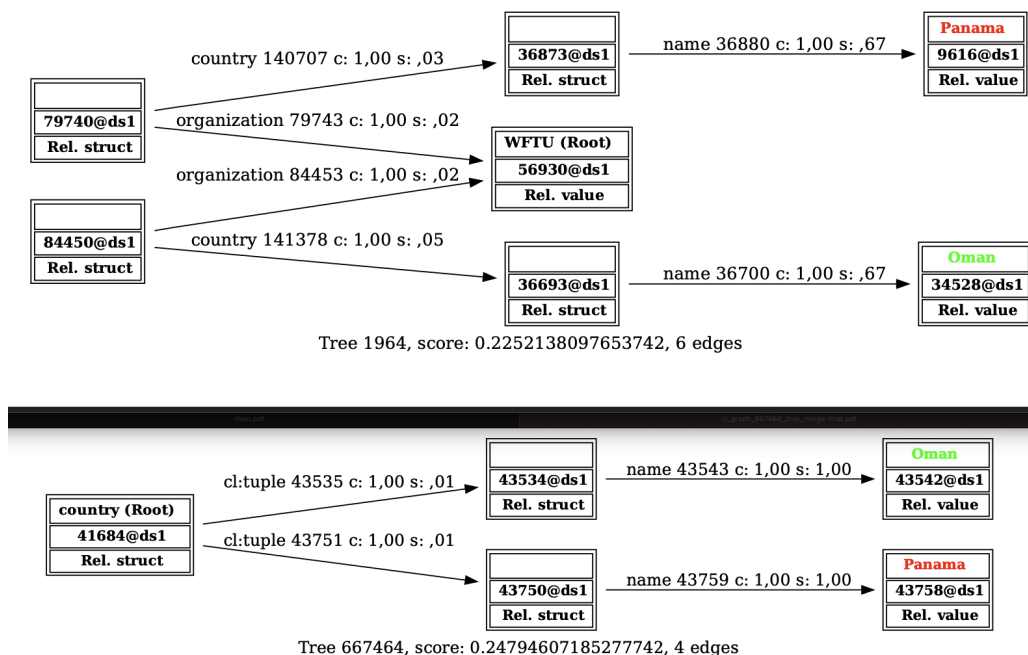 Panama
36873@ds1
name 36880 c: 1,00 s: ,67
9616@ds1
country 140707 c: 1,00 s: ,03
Rel. struct
Rel. value
79740@ds1
organization 79743 c: 1,00 s: ,02
Rel. struct
WFTU (Root)
56930@ds1
organization 84453 c: 1,00 s: ,02
Rel. value
84450@ds1
country 141378 c: 1,00 s: ,05
Rel. struct
Oman
36693@ds1
name 36700 c: 1,00 s: ,67
34528@ds1
Rel. struct
Rel. value
Tree 1964, score: 0.2252138097653742, 6 edges
main.pdf
Oman
cl:tuple 43535 c: 1,00 s: ,01
43534@ds1
name 43543 c: 1,00 s: 1,00
43542@ds1
country (Root)
Rel. struct
Rel. value
41684@ds1
cl:tuple 43751 c: 1,00 s: ,01
Rel. struct
Panama
43750@ds1
name 43759 c: 1,00 s: 1,00
43758@ds1
Rel. struct
Rel. value
Tree 667464, score: 0.24794607185277742, 4 edges